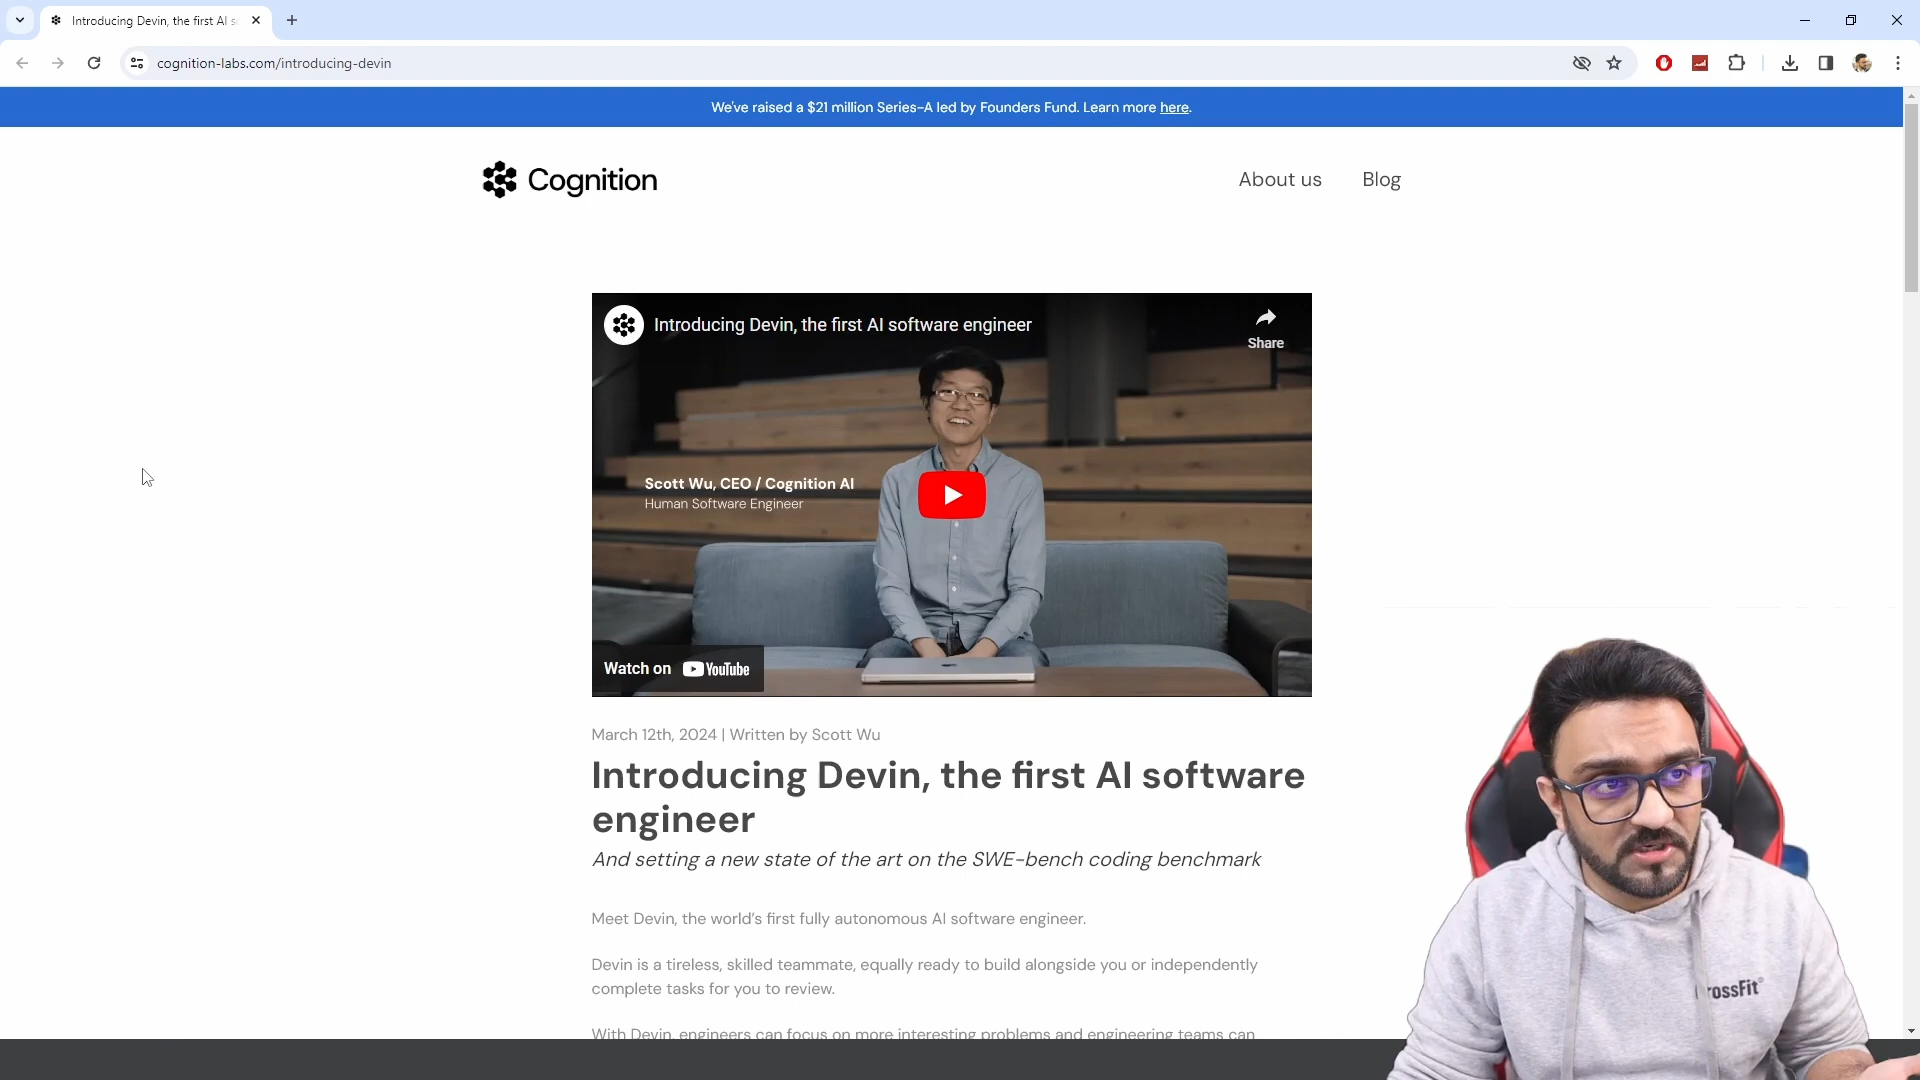 Introducing Devin, the first AI s
cognition-labs.com/introducing-devin
We've raised a $21 million Series-A led by Founders Fund. Learn more here.
Cognition
About us
Blog
Introducing Devin, the first AI software engineer
Share
Scott Wu, CEO / Cognition AI
Human Software Engineer
Watch on YouTube
March 12th, 2024 | Written by Scott Wu
Introducing Devin, the first AI software
engineer
And setting a new state of the art on the SWE-bench coding benchmark
Meet Devin, the world's first fully autonomous AI software engineer.
Devin is a tireless, skilled teammate, equally ready to build alongside you or independently
complete tasks for you to review.
With Devin, engineers can focus on more interesting problems and engineering teams can
rossFit